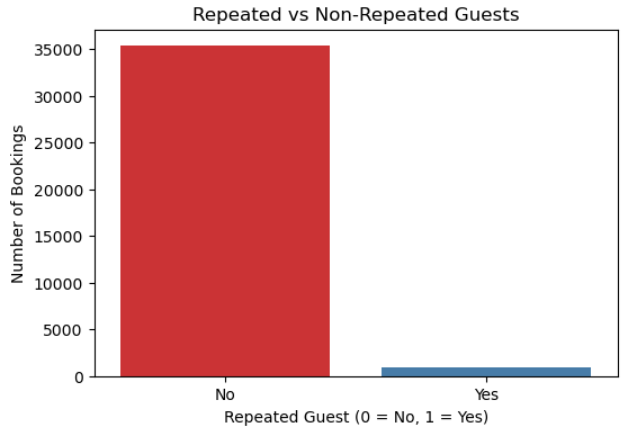 Repeated vs Non-Repeated Guests
Number of Bookings
35000
30000
25000
20000
15000
10000
5000
0
No
Yes
Repeated Guest (0 = No, 1 = Yes)